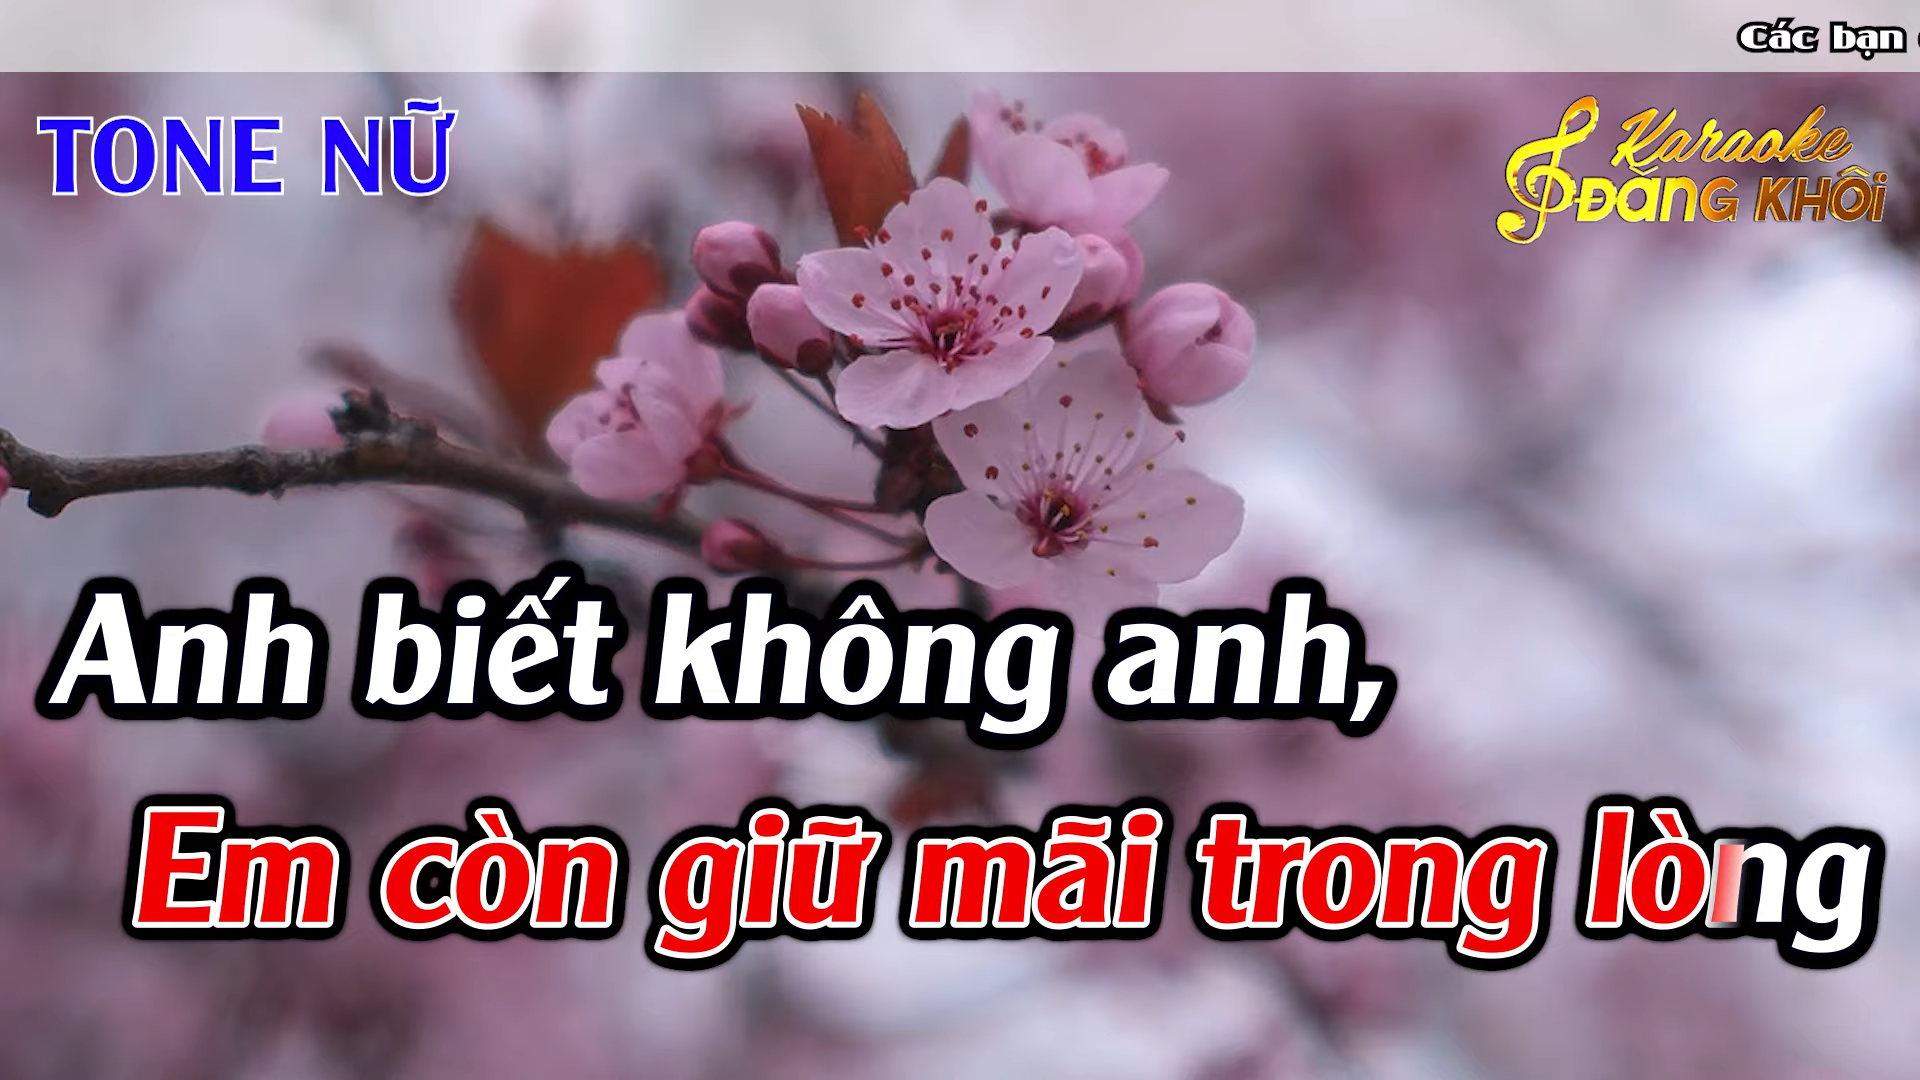 Các bạn
TONE NỮ
Karaoke
ĐĂNG KHÔI
Anh biết không anh,
Em còn giữ mãi trong lòng